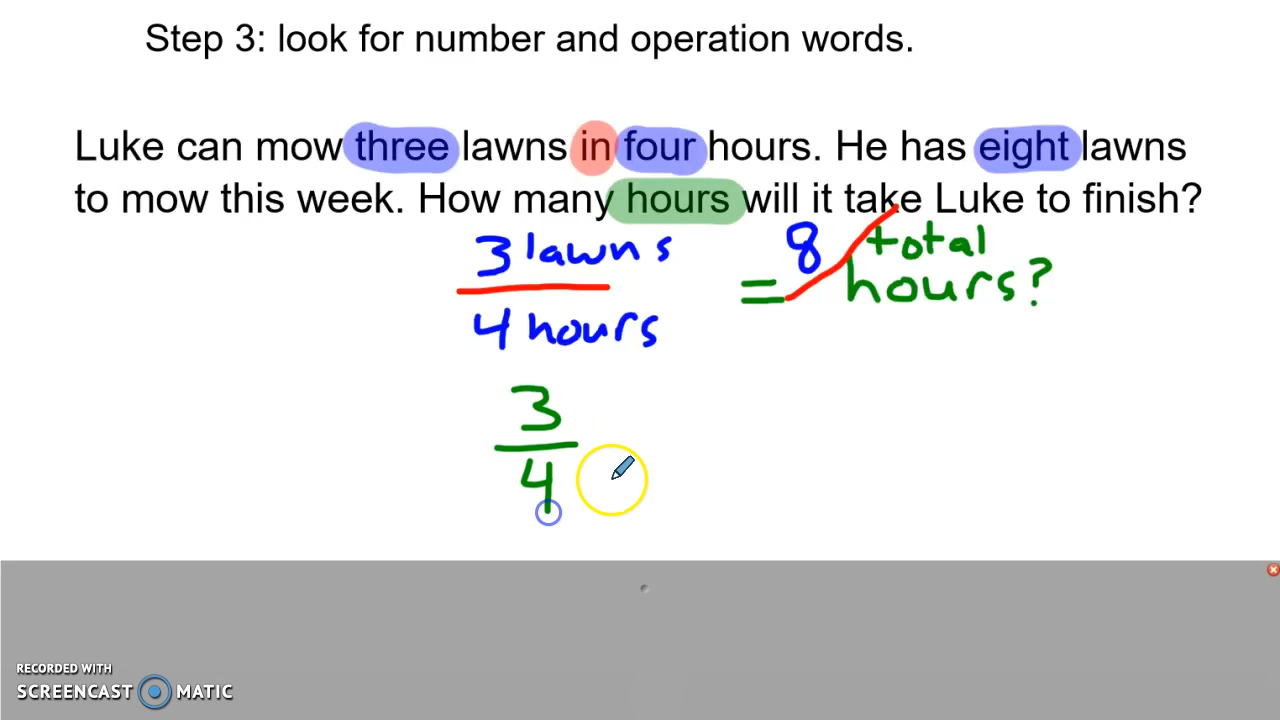 Step 3: look for number and operation words.
Luke can mow three lawns in four hours. He has eight lawns
to mow this week. How many hours will it take Luke to finish?
3 lawns
4 hours
= 8 total
hours?
3
4
RECORDED WITH
SCREENCAST MATIC